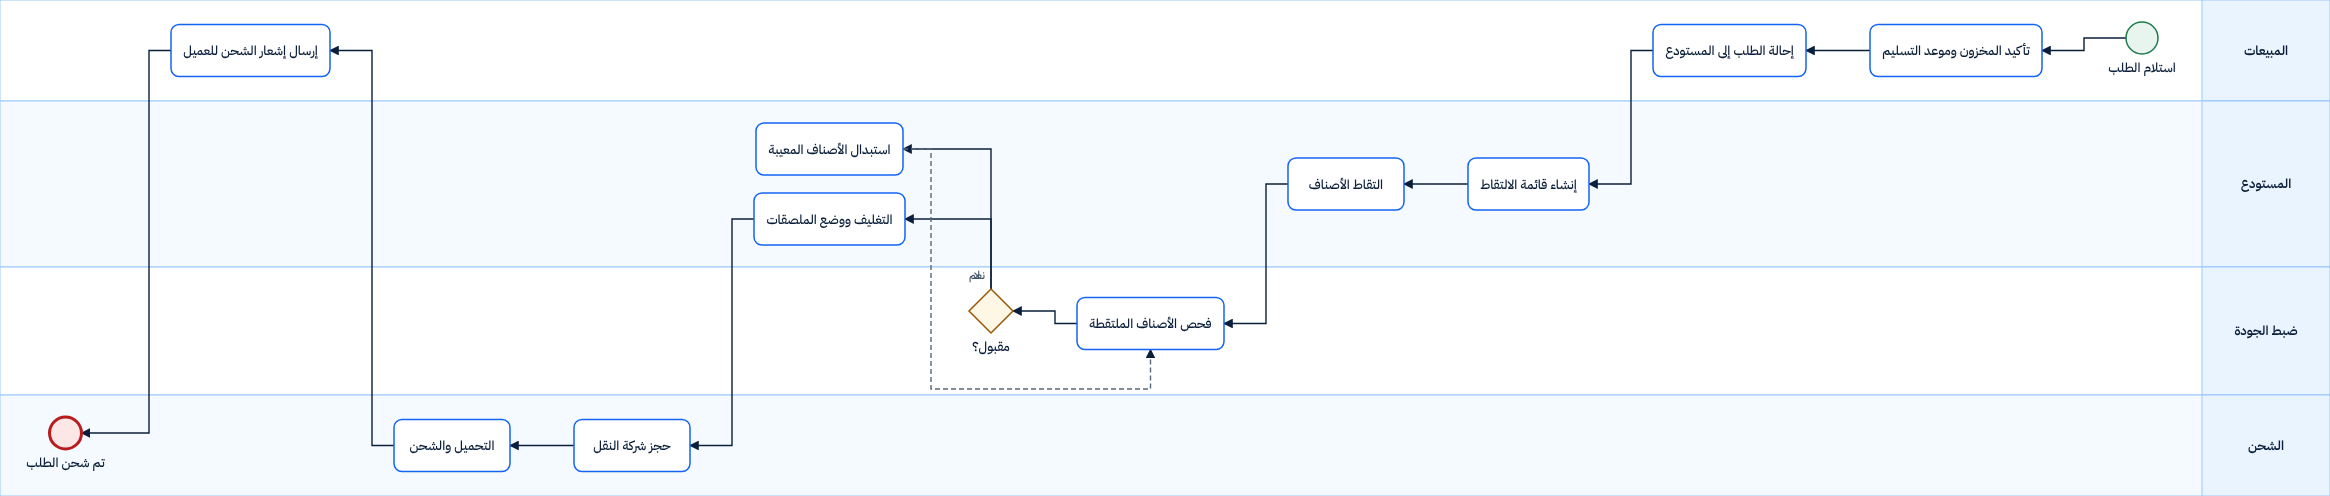 المبيعات
استلام الطلب
تأكيد المخزون وموعد التسليم
إحالة الطلب إلى المستودع
إرسال إشعار الشحن للعميل
المستودع
إنشاء قائمة الالتقاط
التقاط الأصناف
استبدال الأصناف المعيبة
التغليف ووضع الملصقات
ضبط الجودة
فحص الأصناف الملتقطة
مقبول؟
الشحن
حجز شركة النقل
التحميل والشحن
تم شحن الطلب